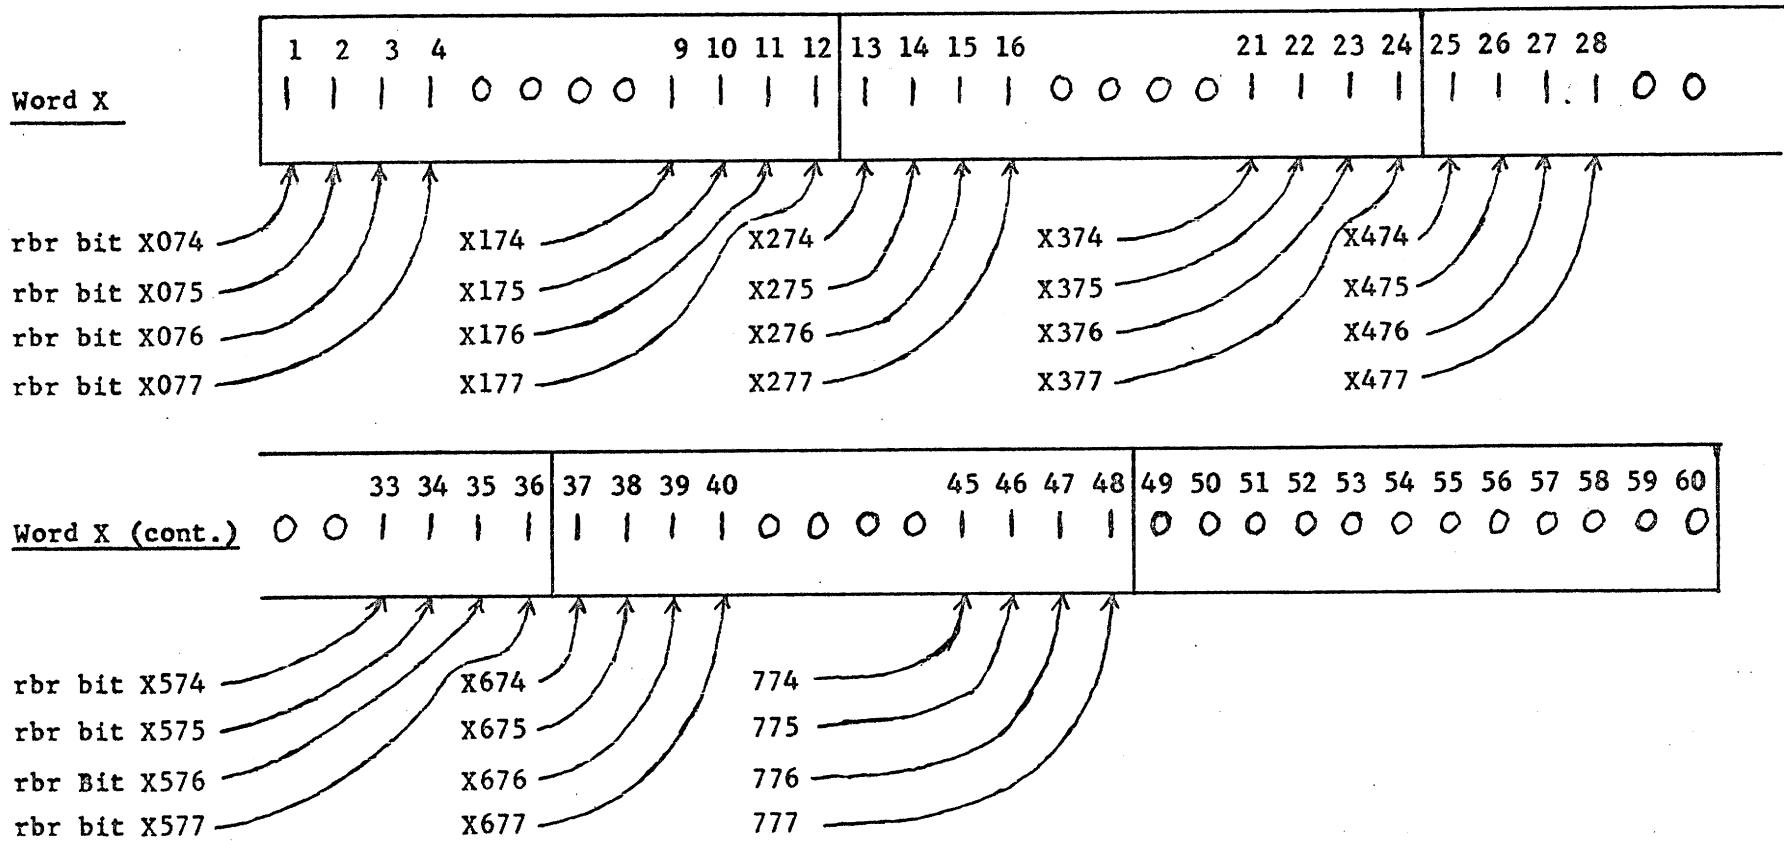 1 2 3 4 9 10 11 12 13 14 15 16 21 22 23 24 25 26 27 28
Word X | | | | 0 0 0 0 | | | | | | | | 0 0 0 0 | | | | | | | | 0 0
rbr bit X074 X174 X274 X374 X474
rbr bit X075 X175 X275 X375 X475
rbr bit X076 X176 X276 X376 X476
rbr bit X077 X177 X277 X377 X477
33 34 35 36 37 38 39 40 45 46 47 48 49 50 51 52 53 54 55 56 57 58 59 60
Word X (cont.) 0 0 | | | | | | | | 0 0 0 0 | | | | 0 0 0 0 0 0 0 0 0 0 0 0
rbr bit X574 X674 774
rbr bit X575 X675 775
rbr Bit X576 X676 776
rbr bit X577 X677 777